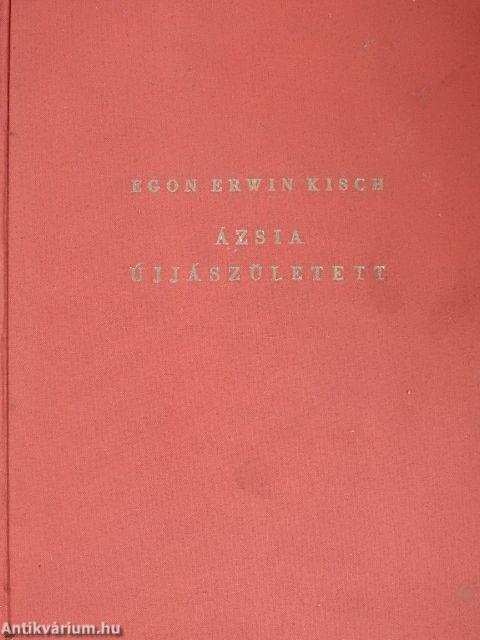 EGON ERWIN KISCH
ÁZSIA
ÚJJÁSZÜLETETT
Antikvárium.hu